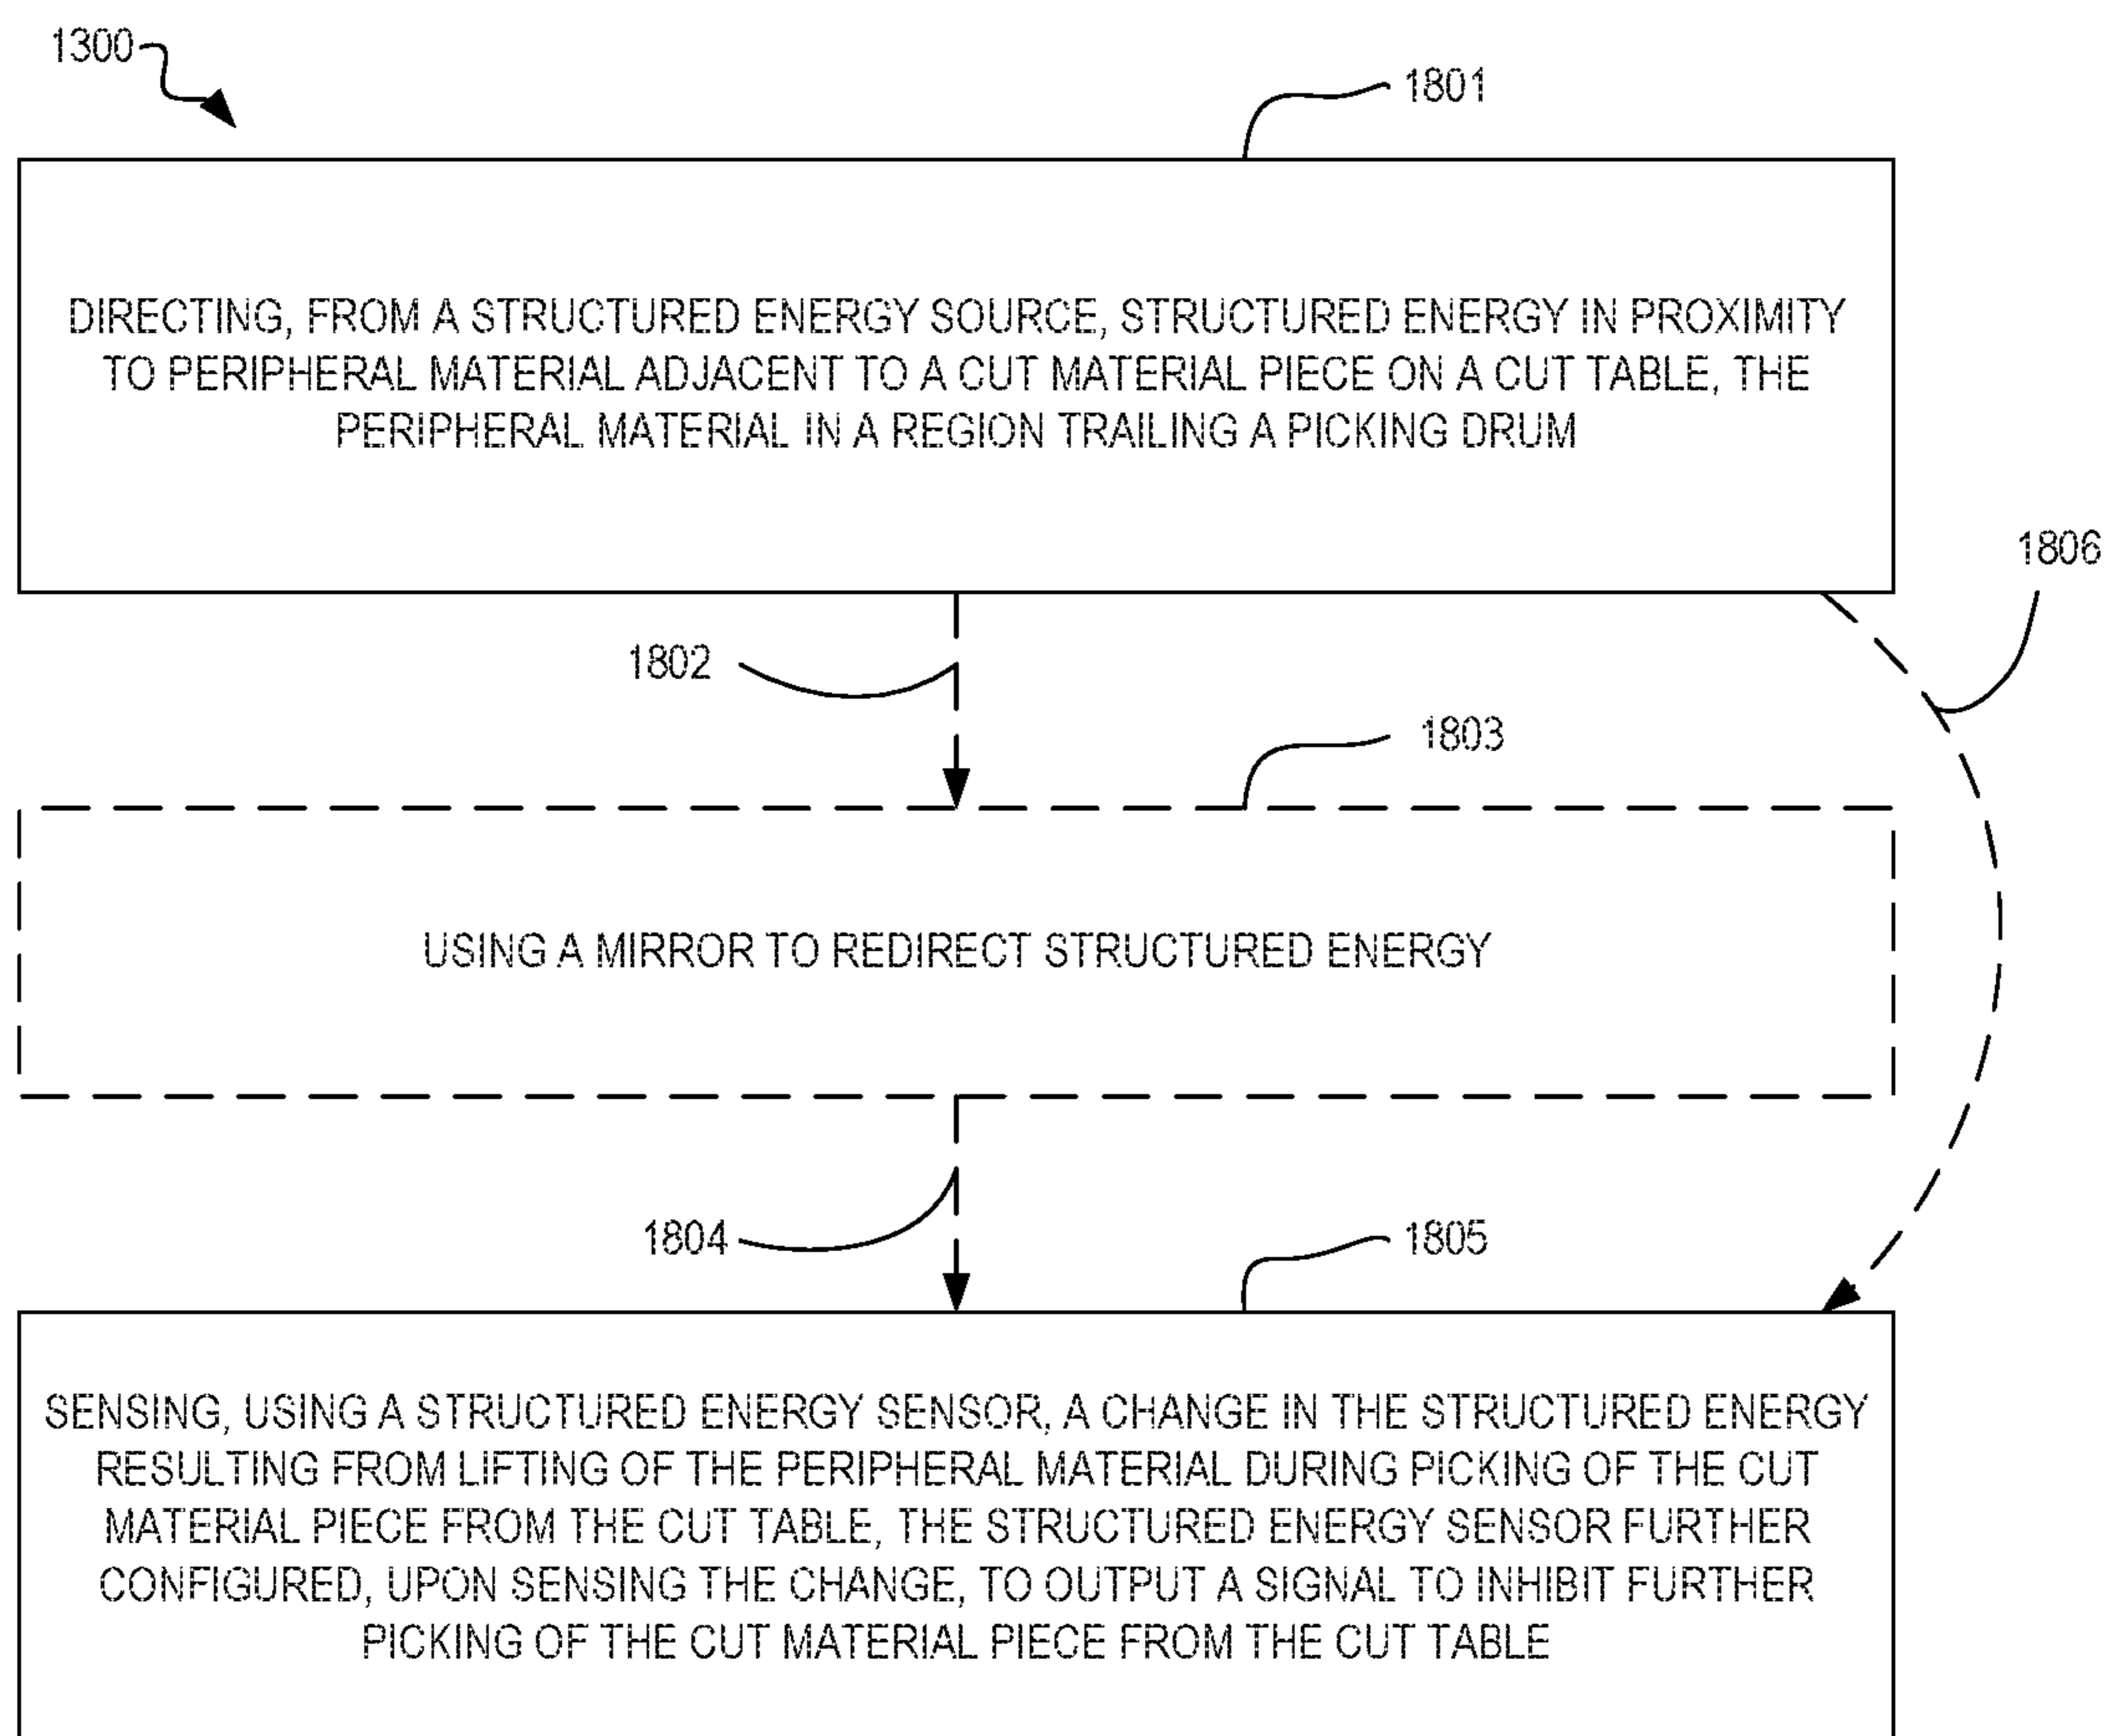 1300
1801
DIRECTING, FROM A STRUCTURED ENERGY SOURCE, STRUCTURED ENERGY IN PROXIMITY
TO PERIPHERAL MATERIAL ADJACENT TO A CUT MATERIAL PIECE ON A CUT TABLE, THE
PERIPHERAL MATERIAL IN A REGION TRAILING A PICKING DRUM
1806
1802
1803
USING A MIRROR TO REDIRECT STRUCTURED ENERGY
1804
1805
SENSING, USING A STRUCTURED ENERGY SENSOR, A CHANGE IN THE STRUCTURED ENERGY
RESULTING FROM LIFTING OF THE PERIPHERAL MATERIAL DURING PICKING OF THE CUT
MATERIAL PIECE FROM THE CUT TABLE, THE STRUCTURED ENERGY SENSOR FURTHER
CONFIGURED, UPON SENSING THE CHANGE, TO OUTPUT A SIGNAL TO INHIBIT FURTHER
PICKING OF THE CUT MATERIAL PIECE FROM THE CUT TABLE